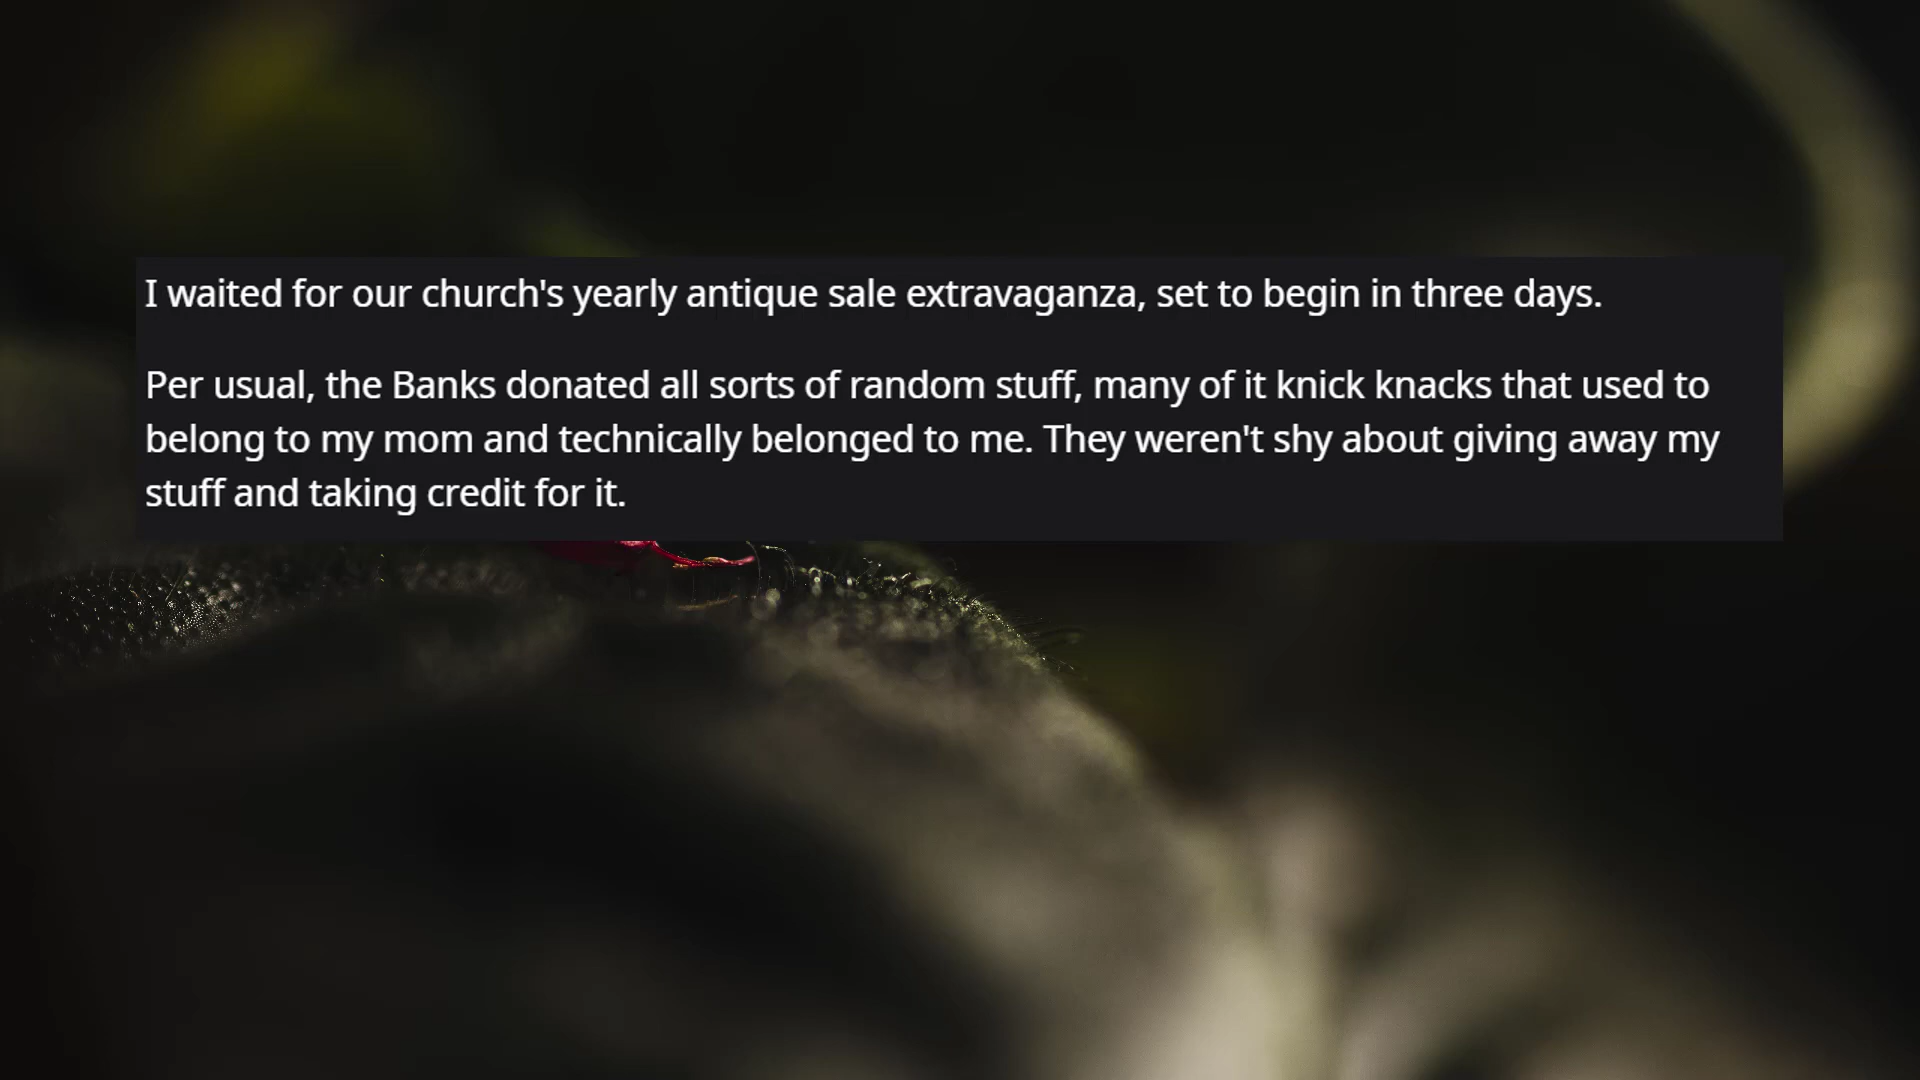 I waited for our church's yearly antique sale extravaganza, set to begin in three days.
Per usual, the Banks donated all sorts of random stuff, many of it knick knacks that used to
belong to my mom and technically belonged to me. They weren't shy about giving away my
stuff and taking credit for it.